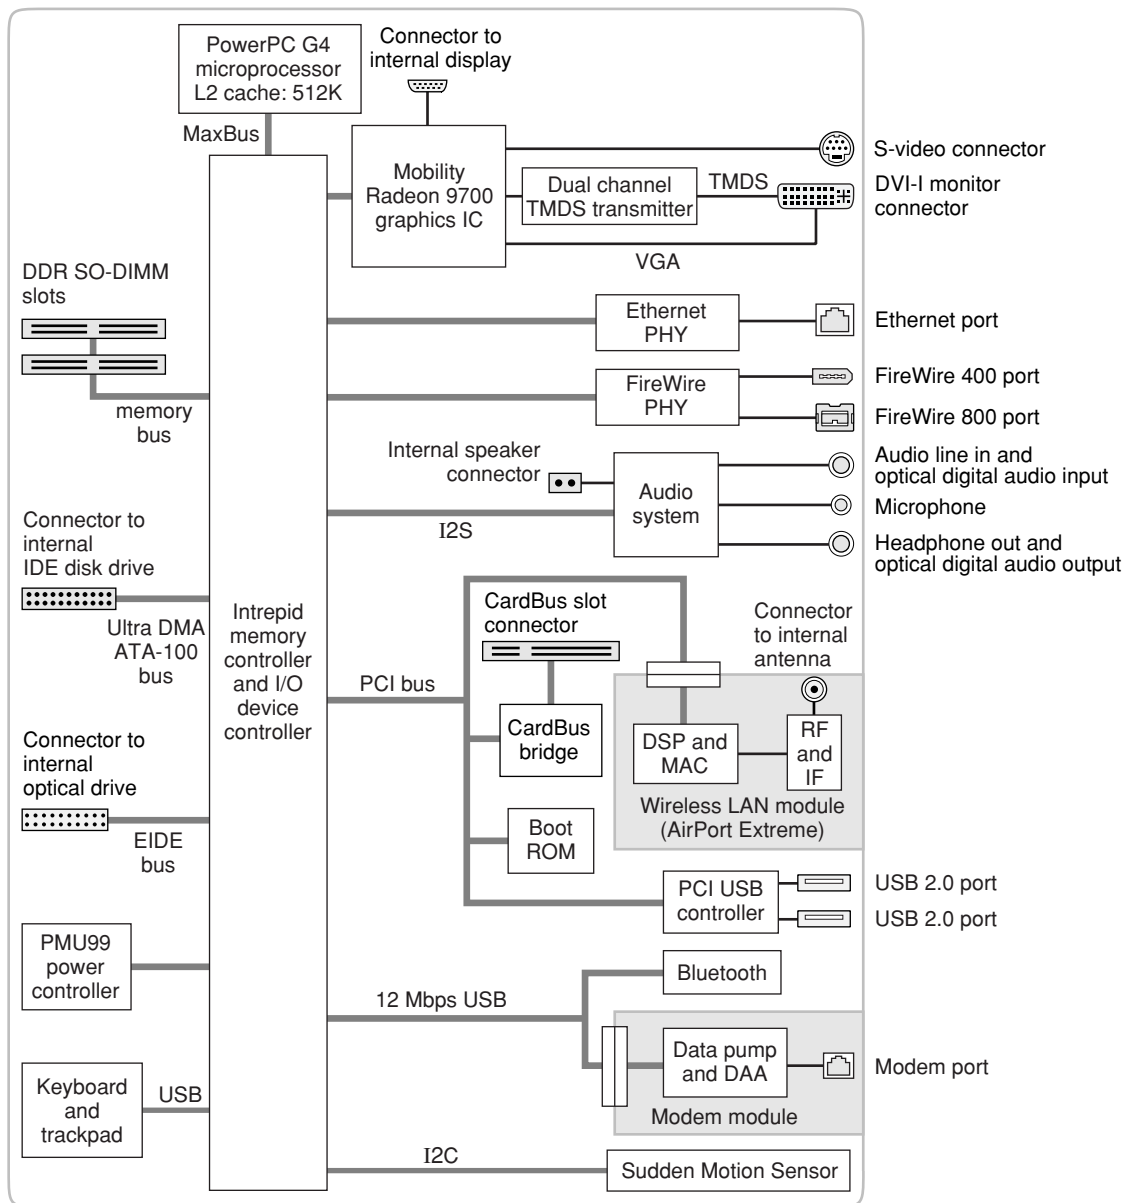 PowerPC G4
microprocessor
L2 cache: 512K
Connector to
internal display
MaxBus
Mobility
Radeon 9700
graphics IC
Dual channel
TMDS transmitter
TMDS
VGA
S-video connector
DVI-I monitor
connector
DDR SO-DIMM
slots
memory
bus
Ethernet
PHY
Ethernet port
FireWire
PHY
FireWire 400 port
FireWire 800 port
Internal speaker
connector
I2S
Audio
system
Audio line in and
optical digital audio input
Microphone
Headphone out and
optical digital audio output
Connector to
internal
IDE disk drive
Ultra DMA
ATA-100
bus
Intrepid
memory
controller
and I/O
device
controller
PCI bus
CardBus slot
connector
CardBus
bridge
Connector
to internal
antenna
DSP and
MAC
RF
and
IF
Wireless LAN module
(AirPort Extreme)
Connector to
internal
optical drive
EIDE
bus
Boot
ROM
PCI USB
controller
USB 2.0 port
USB 2.0 port
PMU99
power
controller
12 Mbps USB
Bluetooth
Data pump
and DAA
Modem module
Modem port
Keyboard
and
trackpad
USB
I2C
Sudden Motion Sensor